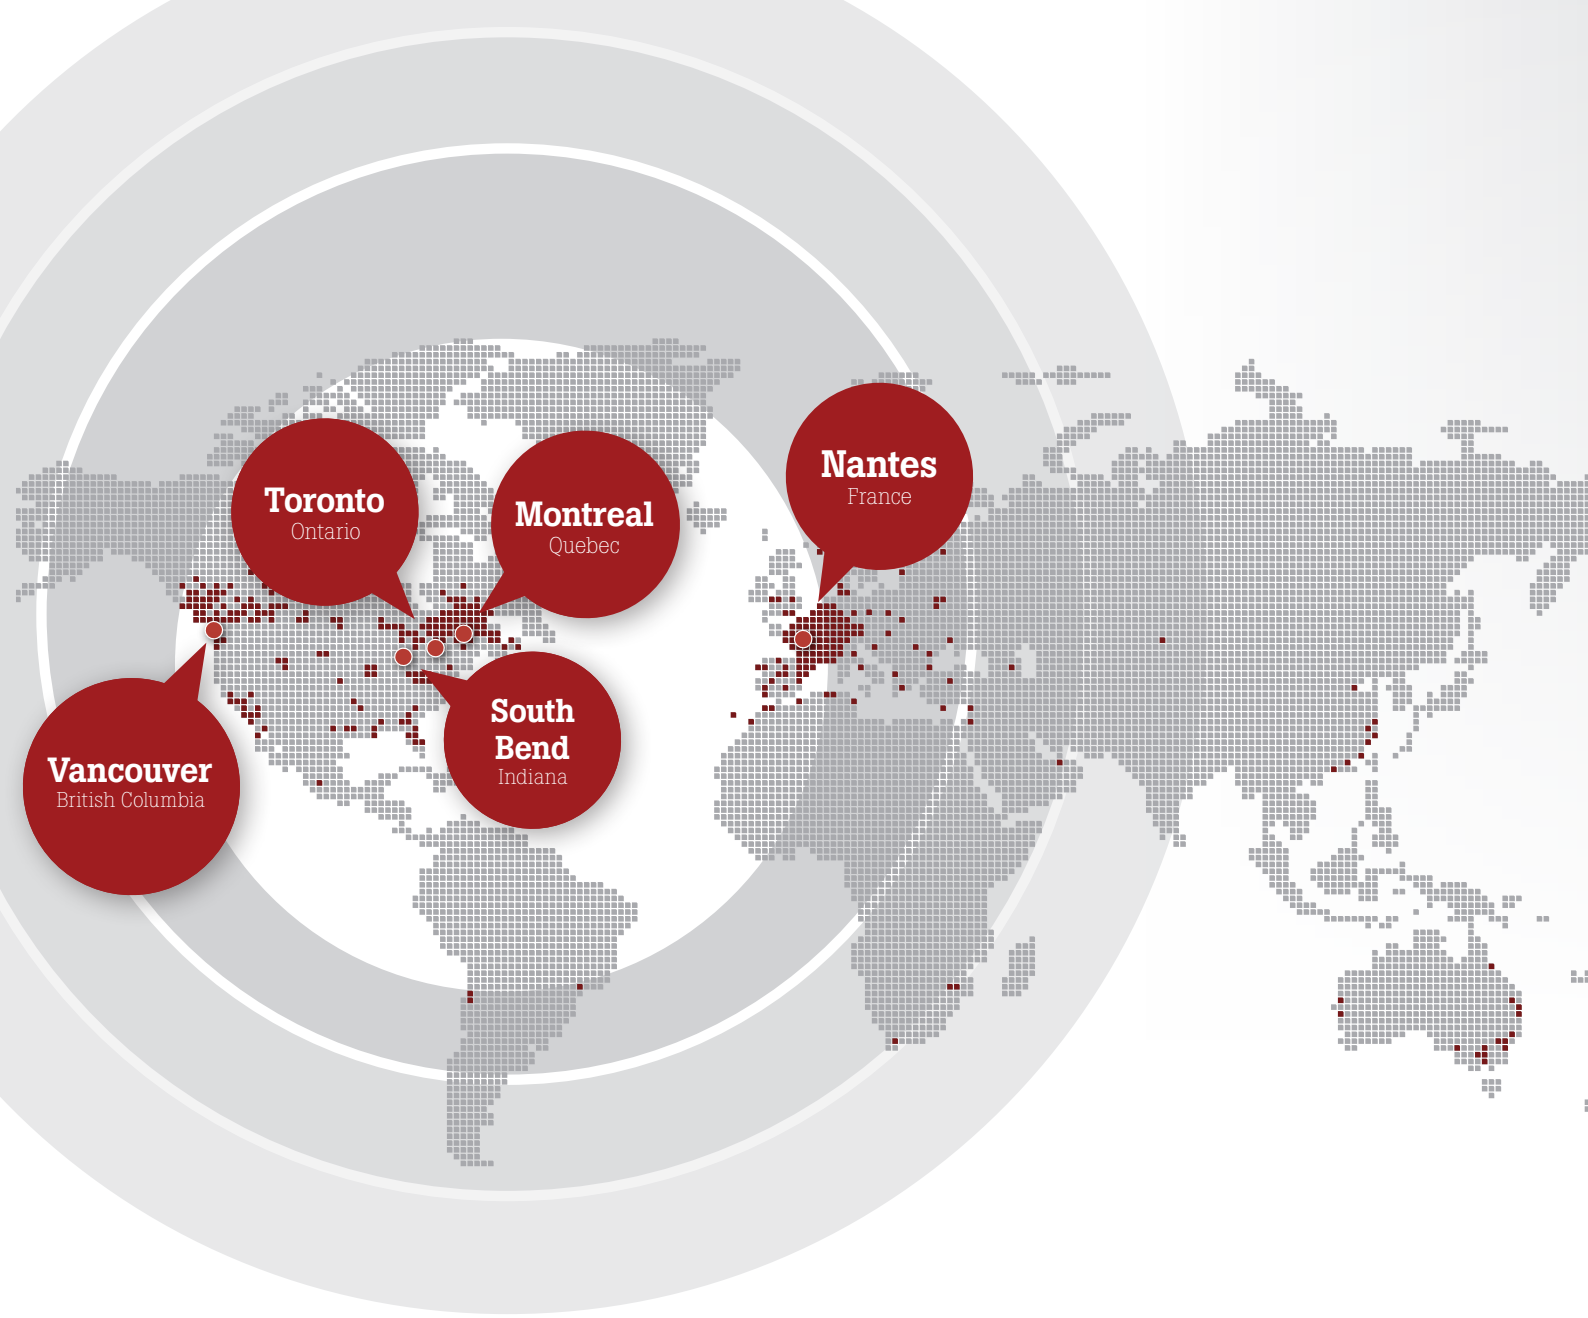 Toronto
Ontario
Montreal
Quebec
Nantes
France
Vancouver
British Columbia
South
Bend
Indiana